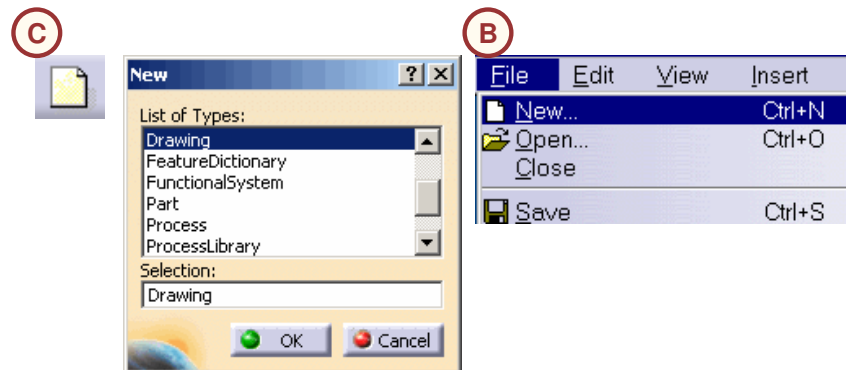 C
New
List of Types:
Drawing
FeatureDictionary
FunctionalSystem
Part
Process
ProcessLibrary
Selection:
Drawing
OK Cancel
B
File Edit View Insert
New... Ctrl+N
Open... Ctrl+O
Close
Save Ctrl+S